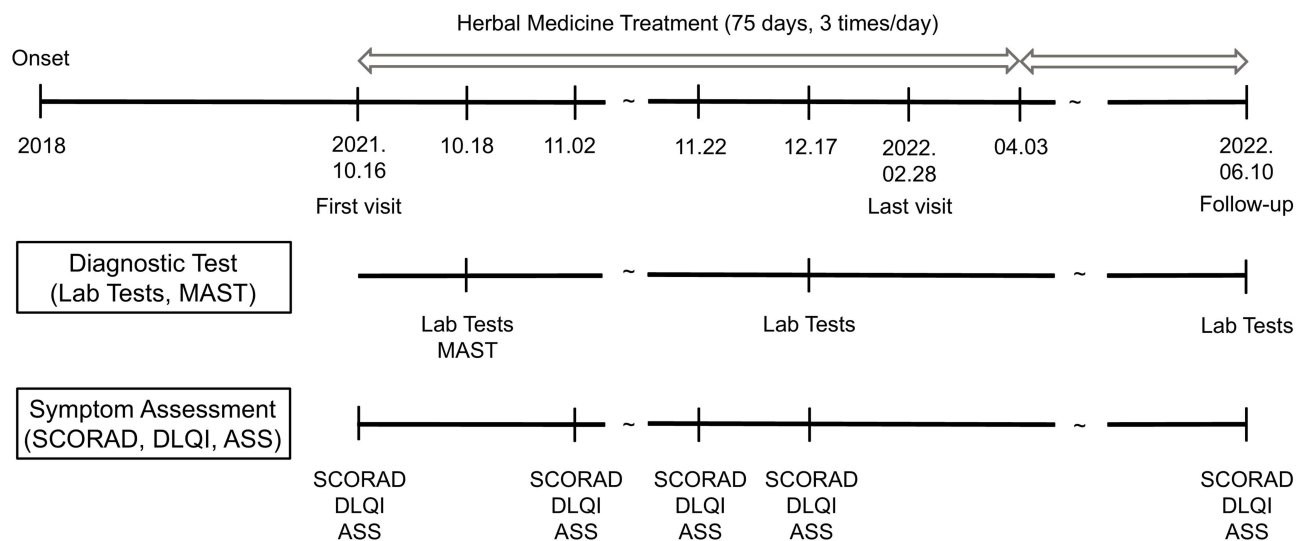 Herbal Medicine Treatment (75 days, 3 times/day)
Onset
~
~
2018
2021.
10.16
10.18
11.02
11.22
12.17
2022.
02.28
04.03
2022.
06.10
First visit
Last visit
Follow-up
Diagnostic Test
(Lab Tests, MAST)
~
~
Lab Tests
MAST
Lab Tests
Lab Tests
Symptom Assessment
(SCORAD, DLQI, ASS)
~
~
SCORAD
DLQI
ASS
SCORAD
DLQI
ASS
SCORAD
DLQI
ASS
SCORAD
DLQI
ASS
SCORAD
DLQI
ASS